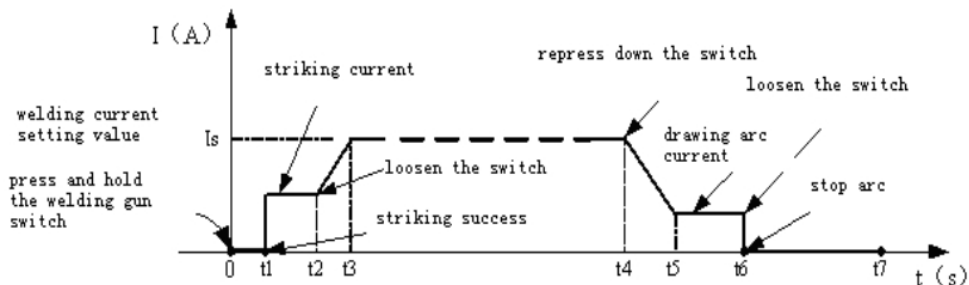 I (A)
repress down the switch
striking current
loosen the switch
welding current
setting value
Is
drawing arc
current
loosen the switch
press and hold
the welding gun
switch
stop arc
striking success
0
t1
t2
t3
t4
t5
t6
t7
t (s)